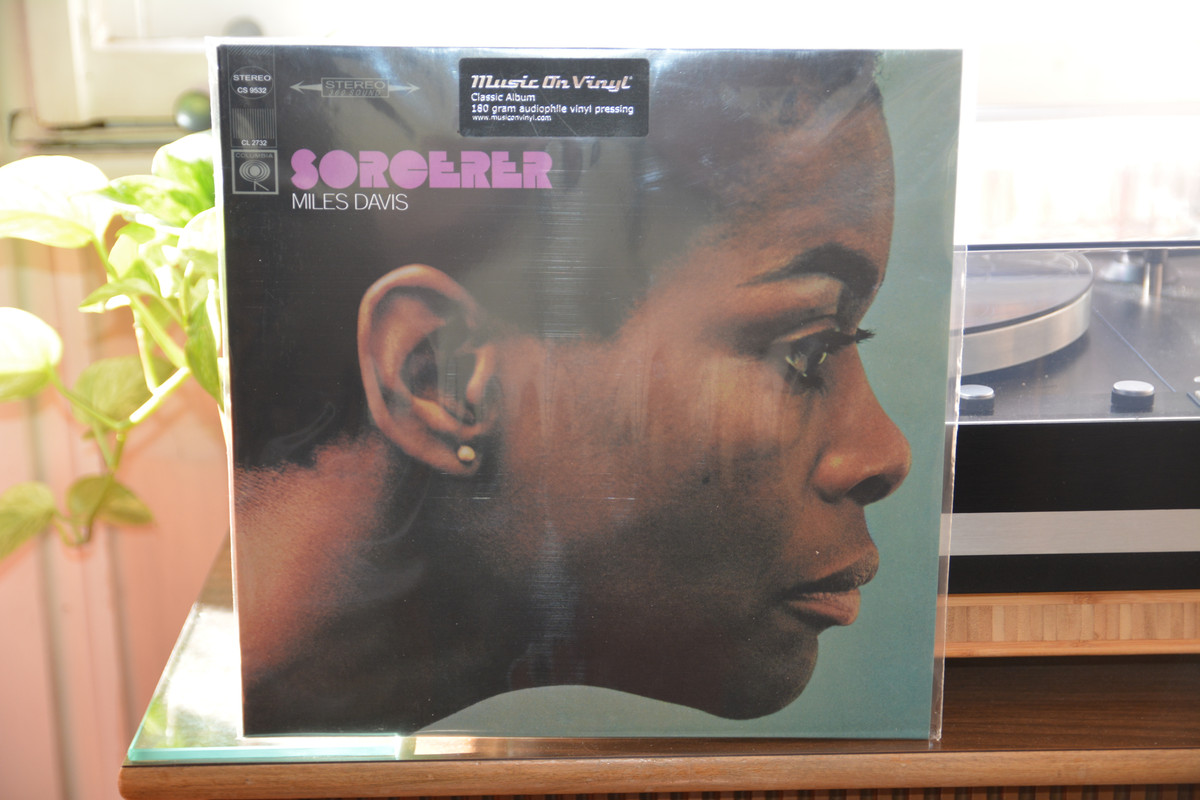 STEREO
CS 9532
CL 2732
COLUMBIA
STEREO
Music On Vinyl
Classic Album
180 gram audiophile vinyl pressing
www.musiconvinyl.com
SORCERER
MILES DAVIS